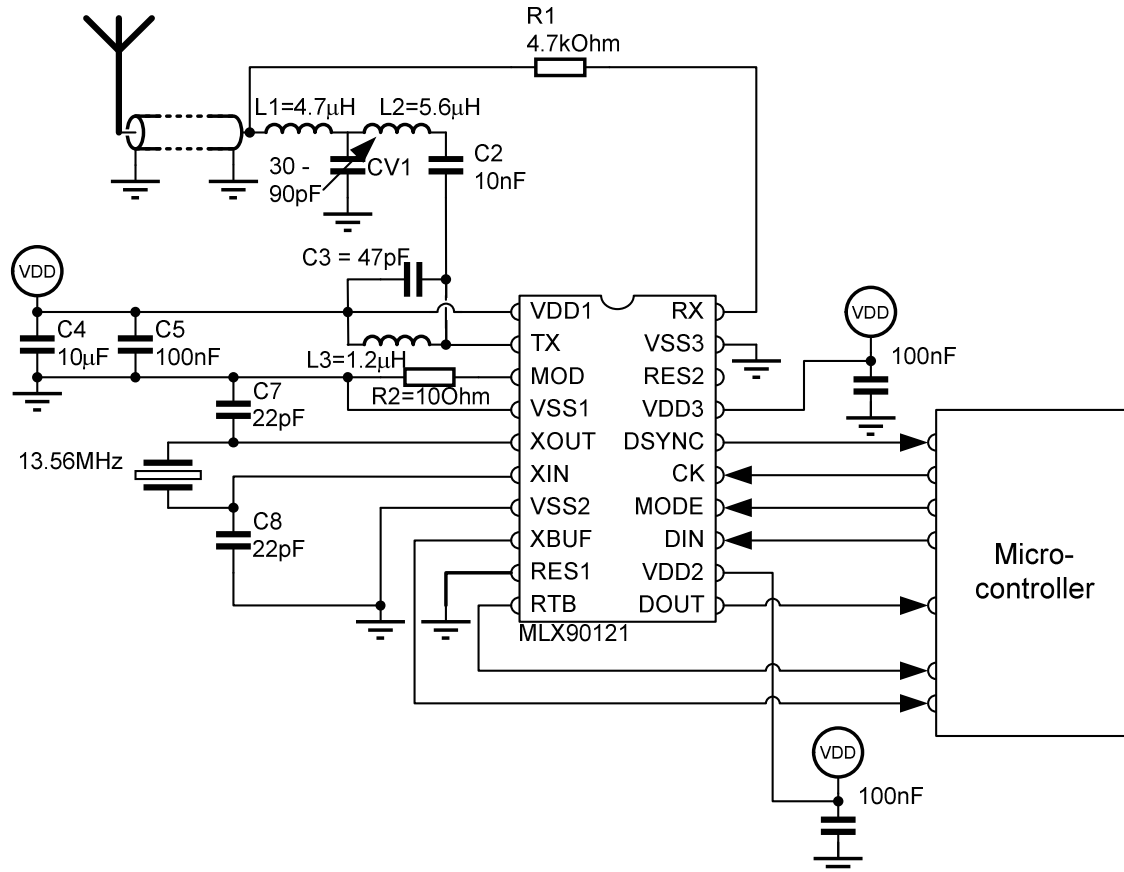 R1
4.7kOhm
L1=4.7µH
L2=5.6µH
30 -
90pF
CV1
C2
10nF
C3 = 47pF
VDD
C4
10µF
C5
100nF
L3=1.2µH
R2=10Ohm
C7
22pF
13.56MHz
C8
22pF
VDD1
TX
MOD
VSS1
XOUT
XIN
VSS2
XBUF
RES1
RTB
RX
VSS3
RES2
VDD3
DSYNC
CK
MODE
DIN
VDD2
DOUT
MLX90121
VDD
100nF
Micro-
controller
VDD
100nF